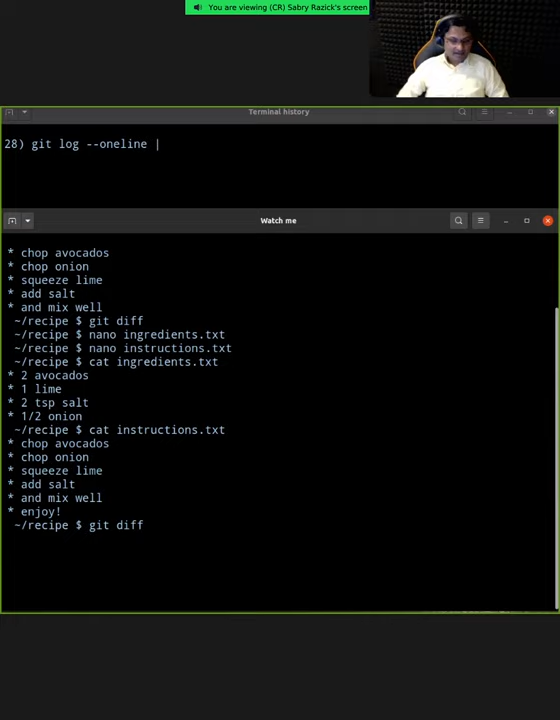 You are viewing (CR) Sabry Razick's screen
Terminal history
28) git log --oneline |
Watch me
* chop avocados
* chop onion
* squeeze lime
* add salt
* and mix well
~/recipe $ git diff
~/recipe $ nano ingredients.txt
~/recipe $ nano instructions.txt
~/recipe $ cat ingredients.txt
* 2 avocados
* 1 lime
* 2 tsp salt
* 1/2 onion
~/recipe $ cat instructions.txt
* chop avocados
* chop onion
* squeeze lime
* add salt
* and mix well
* enjoy!
~/recipe $ git diff